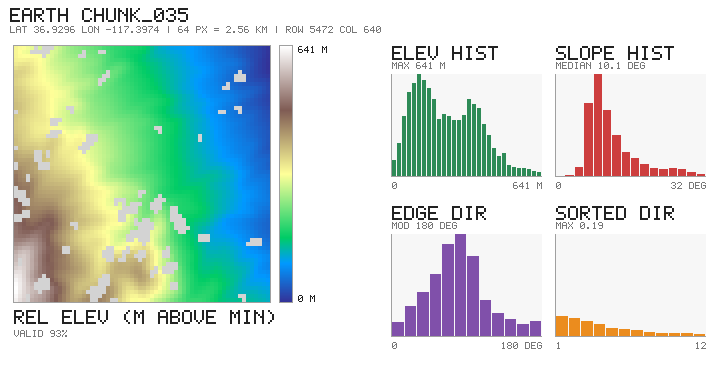 EARTH CHUNK_035
LAT 36.9296 LON -117.3974 | 64 PX = 2.56 KM | ROW 5472 COL 640
641 M
0 M
REL ELEV (M ABOVE MIN)
VALID 93%
ELEV HIST
MAX 641 M
0 641 M
SLOPE HIST
MEDIAN 10.1 DEG
0 32 DEG
EDGE DIR
MOD 180 DEG
0 180 DEG
SORTED DIR
MAX 0.19
1 12